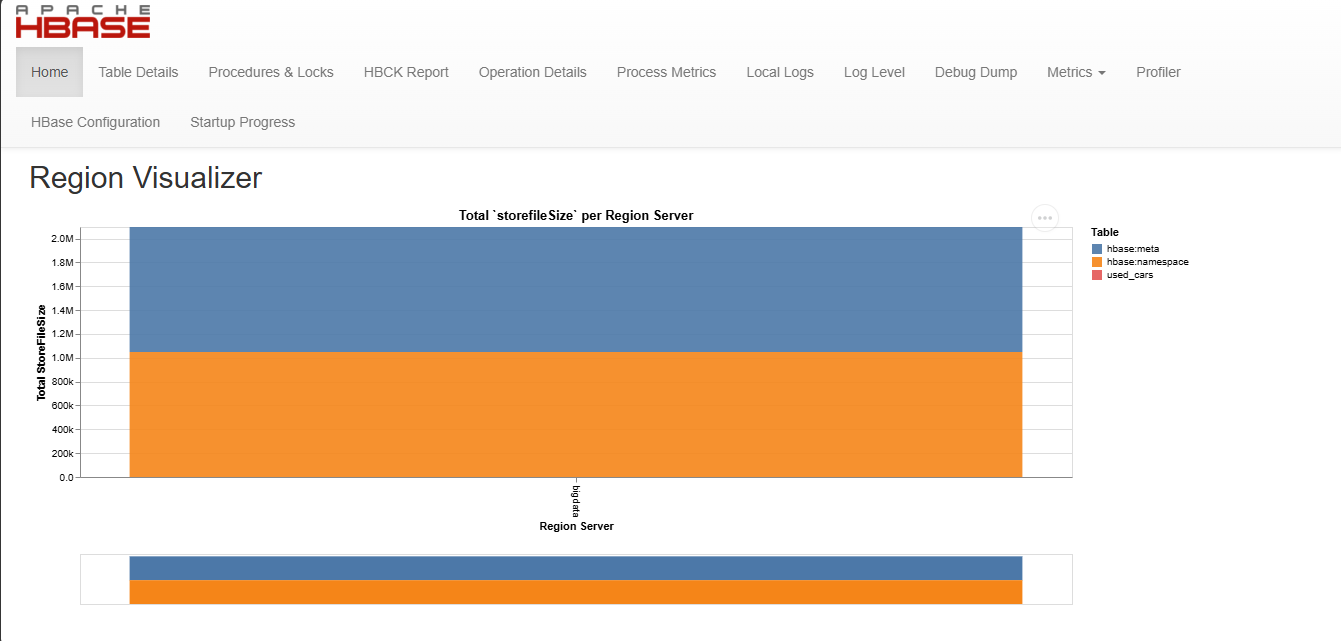 APACHE
HBASE
Home Table Details Procedures & Locks HBCK Report Operation Details Process Metrics Local Logs Log Level Debug Dump Metrics Profiler
HBase Configuration Startup Progress
Region Visualizer
Total `storefileSize` per Region Server
Table
hbase:meta
hbase:namespace
used_cars
Total StoreFileSize
2.0M
1.8M
1.6M
1.4M
1.2M
1.0M
800k
600k
400k
200k
0.0
bigdata
Region Server